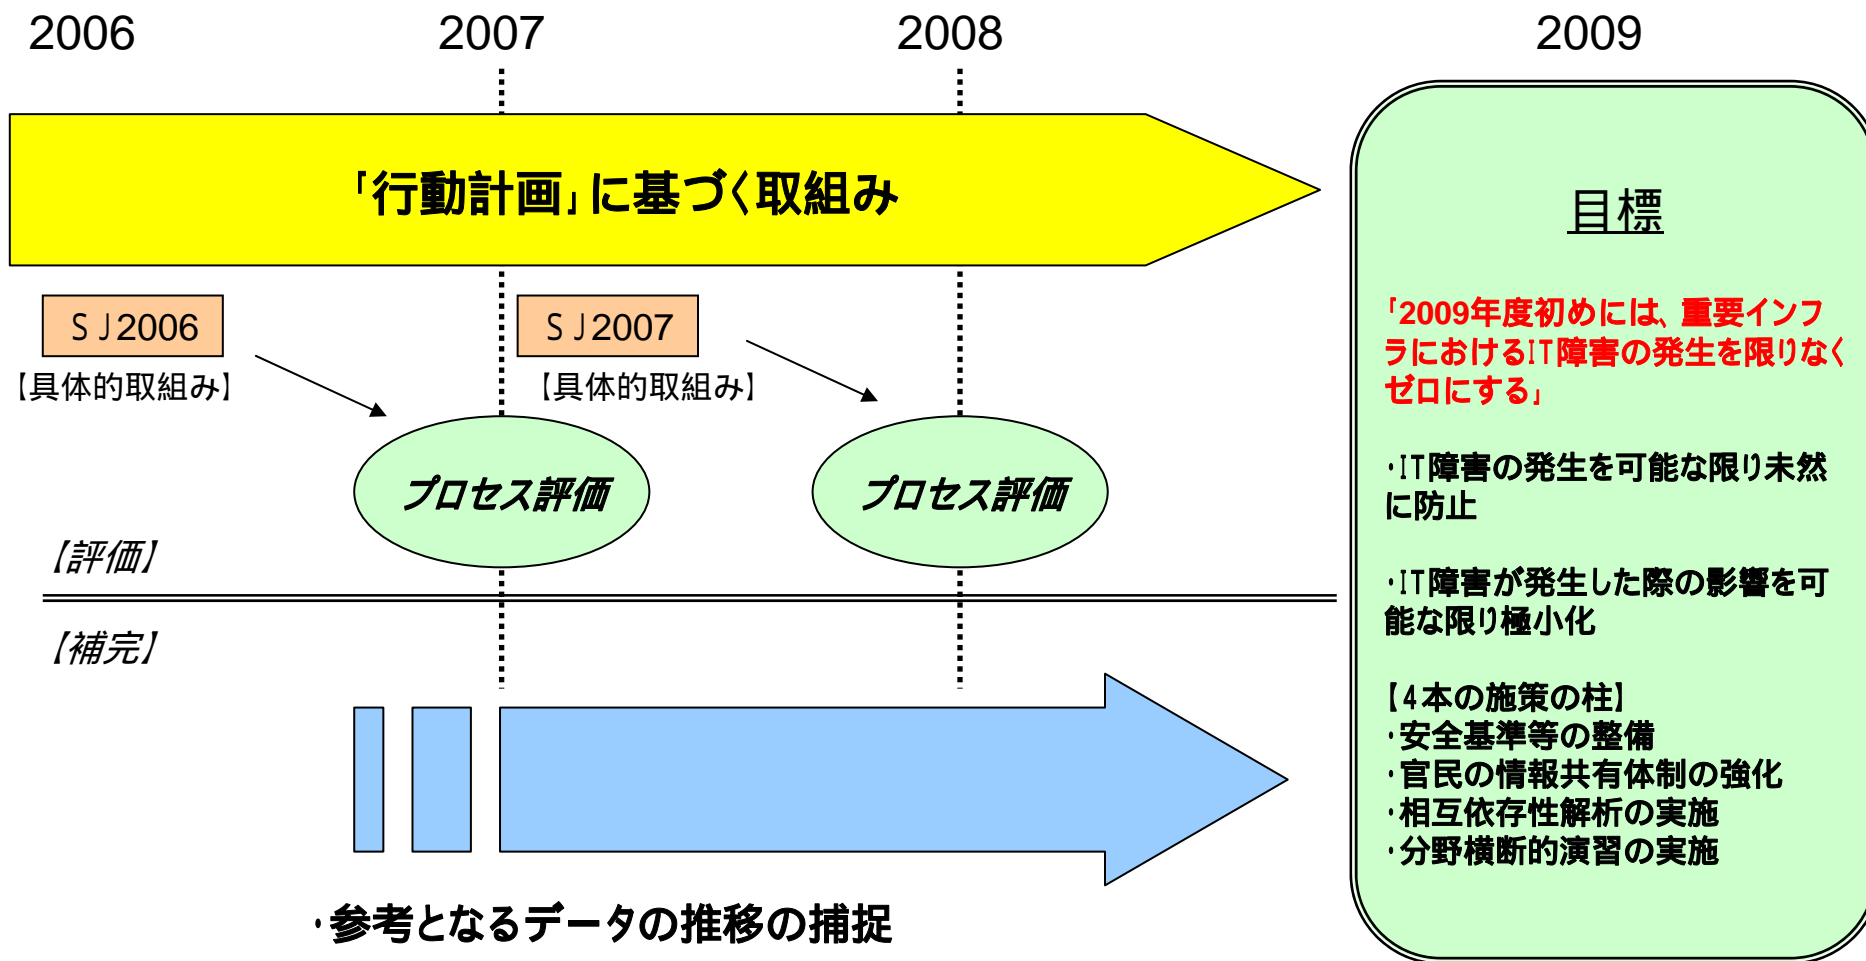 2006
2007
2008
2009
「行動計画」に基づく取組み
ＳＪ2006
【具体的取組み】
ＳＪ2007
【具体的取組み】
プロセス評価
プロセス評価
【評価】
【補完】
・参考となるデータの推移の捕捉
目標
「2009年度初めには、重要インフ
ラにおけるIT障害の発生を限りなく
ゼロにする」
・IT障害の発生を可能な限り未然
に防止
・IT障害が発生した際の影響を可
能な限り極小化
【4本の施策の柱】
・安全基準等の整備
・官民の情報共有体制の強化
・相互依存性解析の実施
・分野横断的演習の実施